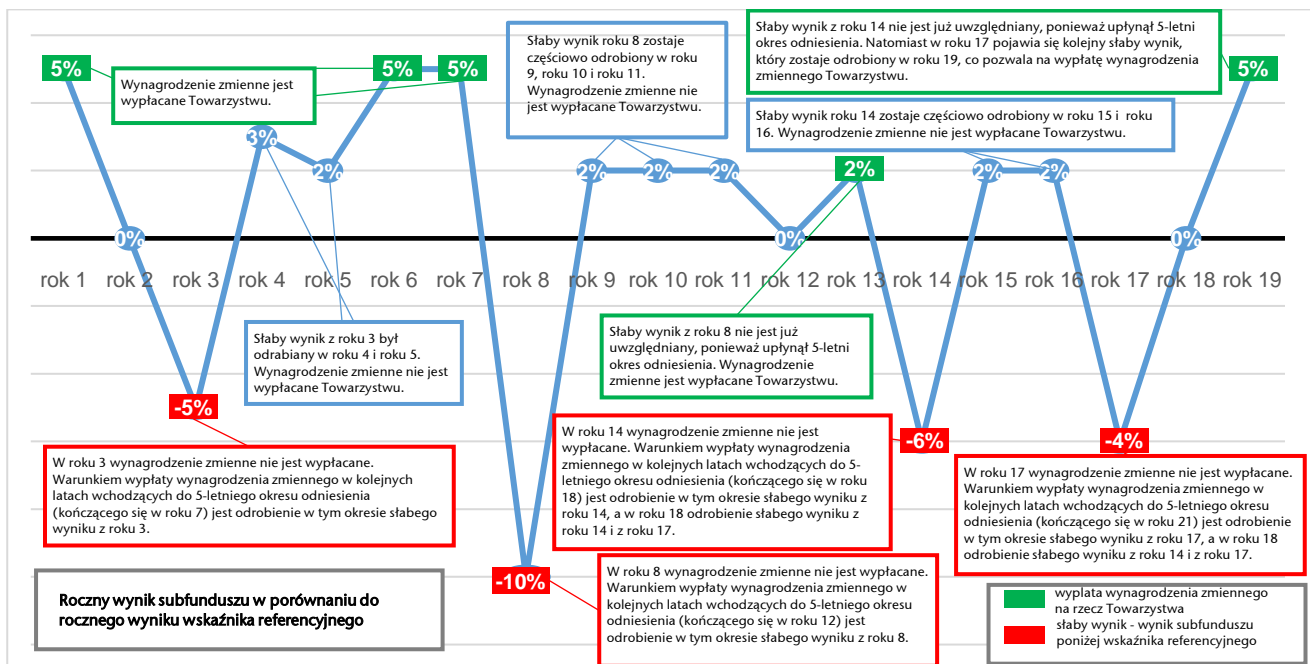 Słaby wynik z roku 14 nie jest już uwzględniany, ponieważ upłynął 5-letni
okres odniesienia. Natomiast w roku 17 pojawia się kolejny słaby wynik,
który zostaje odrobiony w roku 19, co pozwala na wypłatę wynagrodzenia
zmiennego Towarzystwu.
Słaby wynik roku 8 zostaje
częściowo odrobiony w roku
9, roku 10 i roku 11.
Wynagrodzenie zmienne nie
jest wypłacane Towarzystwu.
Wynagrodzenie zmienne jest
wypłacane Towarzystwu.
Słaby wynik roku 14 zostaje częściowo odrobiony w roku 15 i roku
16. Wynagrodzenie zmienne nie jest wypłacane Towarzystwu.
5%
0%
-5%
3%
2%
5%
5%
-10%
2%
2%
2%
0%
2%
-6%
2%
2%
-4%
0%
5%
rok 1
rok 2
rok 3
rok 4
rok 5
rok 6
rok 7
rok 8
rok 9
rok 10
rok 11
rok 12
rok 13
rok 14
rok 15
rok 16
rok 17
rok 18
rok 19
Słaby wynik z roku 3 był
odrabiany w roku 4 i roku 5.
Wynagrodzenie zmienne nie jest
wypłacane Towarzystwu.
Słaby wynik z roku 8 nie jest już
uwzględniany, ponieważ upłynął 5-letni
okres odniesienia. Wynagrodzenie
zmienne jest wypłacane Towarzystwu.
W roku 3 wynagrodzenie zmienne nie jest wypłacane.
Warunkiem wypłaty wynagrodzenia zmiennego w kolejnych
latach wchodzących do 5-letniego okresu odniesienia
(kończącego się w roku 7) jest odrobienie w tym okresie słabego
wyniku z roku 3.
W roku 14 wynagrodzenie zmienne nie jest
wypłacane. Warunkiem wypłaty wynagrodzenia
zmiennego w kolejnych latach wchodzących do 5-
letniego okresu odniesienia (kończącego się w roku
18) jest odrobienie w tym okresie słabego wyniku z
roku 14, a w roku 18 odrobienie słabego wyniku z
roku 14 i z roku 17.
W roku 17 wynagrodzenie zmienne nie jest wypłacane.
Warunkiem wypłaty wynagrodzenia zmiennego w
kolejnych latach wchodzących do 5-letniego okresu
odniesienia (kończącego się w roku 21) jest odrobienie
w tym okresie słabego wyniku z roku 17, a w roku 18
odrobienie słabego wyniku z roku 14 i z roku 17.
W roku 8 wynagrodzenie zmienne nie jest wypłacane.
Warunkiem wypłaty wynagrodzenia zmiennego w
kolejnych latach wchodzących do 5-letniego okresu
odniesienia (kończącego się w roku 12) jest
odrobienie w tym okresie słabego wyniku z roku 8.
Roczny wynik subfunduszu w porównaniu do
rocznego wyniku wskaźnika referencyjnego
wyplata wynagrodzenia zmiennego
na rzecz Towarzystwa
słaby wynik - wynik subfunduszu
poniżej wskaźnika referencyjnego